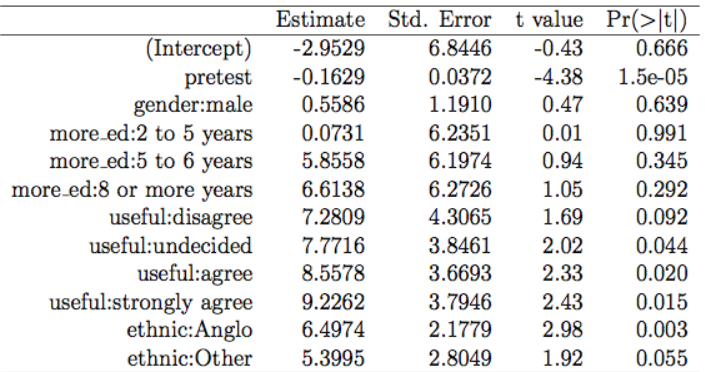 Estimate Std. Error t value Pr(>|t|)
(Intercept) -2.9529 6.8446 -0.43 0.666
pretest -0.1629 0.0372 -4.38 1.5e-05
gender:male 0.5586 1.1910 0.47 0.639
more_ed:2 to 5 years 0.0731 6.2351 0.01 0.991
more_ed:5 to 6 years 5.8558 6.1974 0.94 0.345
more_ed:8 or more years 6.6138 6.2726 1.05 0.292
useful:disagree 7.2809 4.3065 1.69 0.092
useful:undecided 7.7716 3.8461 2.02 0.044
useful:agree 8.5578 3.6693 2.33 0.020
useful:strongly agree 9.2262 3.7946 2.43 0.015
ethnic:Anglo 6.4974 2.1779 2.98 0.003
ethnic:Other 5.3995 2.8049 1.92 0.055